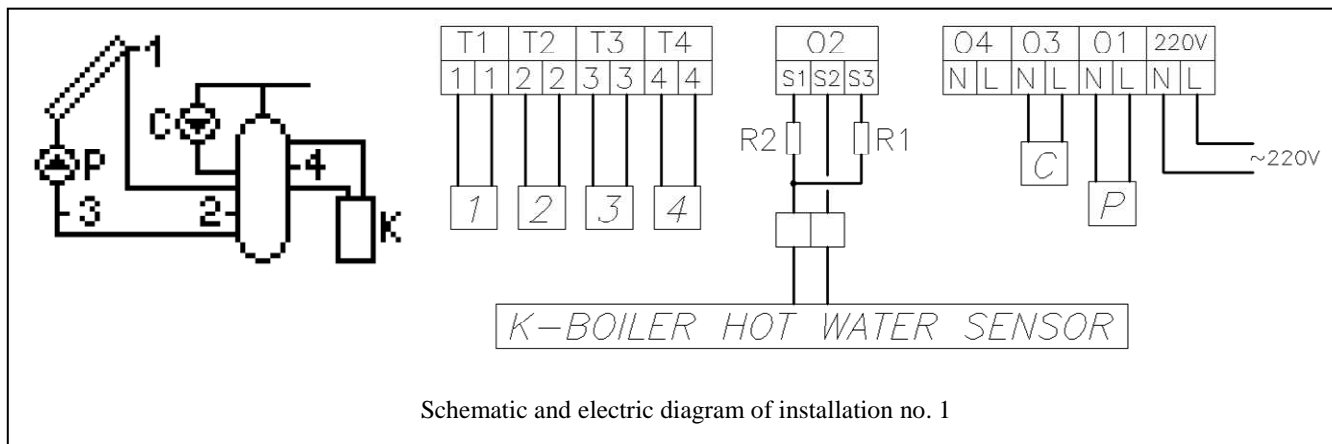 1
C
P
4
3
2
K
T1 T2 T3 T4
1 1 2 2 3 3 4 4
1 2 3 4
O2
S1 S2 S3
R2 R1
O4 O3 O1 220V
N L N L N L N L
C
P
~220V
K-BOILER HOT WATER SENSOR
Schematic and electric diagram of installation no. 1